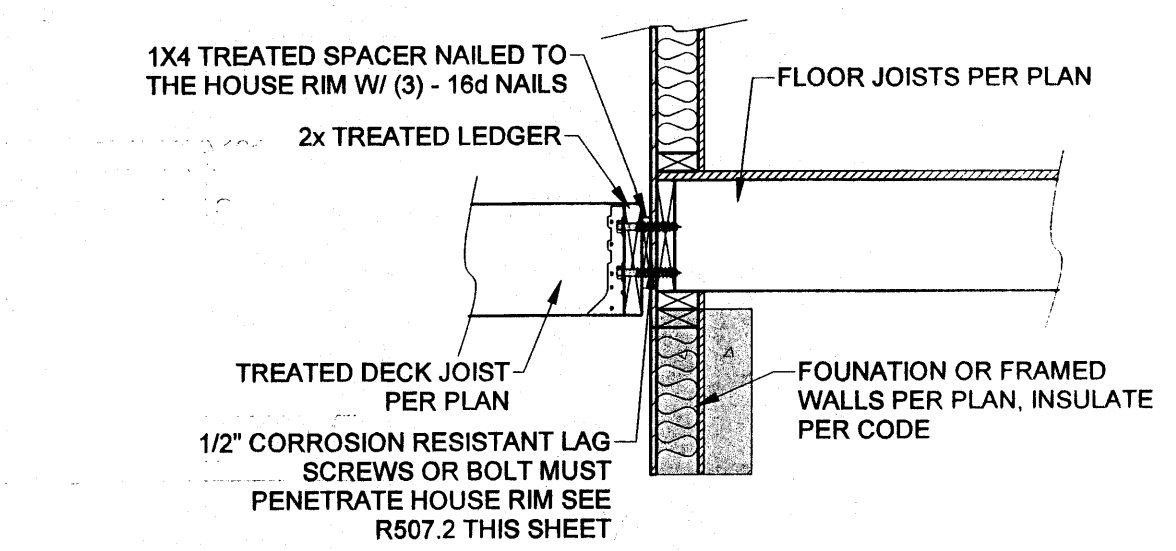 1X4 TREATED SPACER NAILED TO
THE HOUSE RIM W/ (3) - 16d NAILS
2x TREATED LEDGER
FLOOR JOISTS PER PLAN
TREATED DECK JOIST
PER PLAN
1/2" CORROSION RESISTANT LAG
SCREWS OR BOLT MUST
PENETRATE HOUSE RIM SEE
R507.2 THIS SHEET
FOUNATION OR FRAMED
WALLS PER PLAN, INSULATE
PER CODE